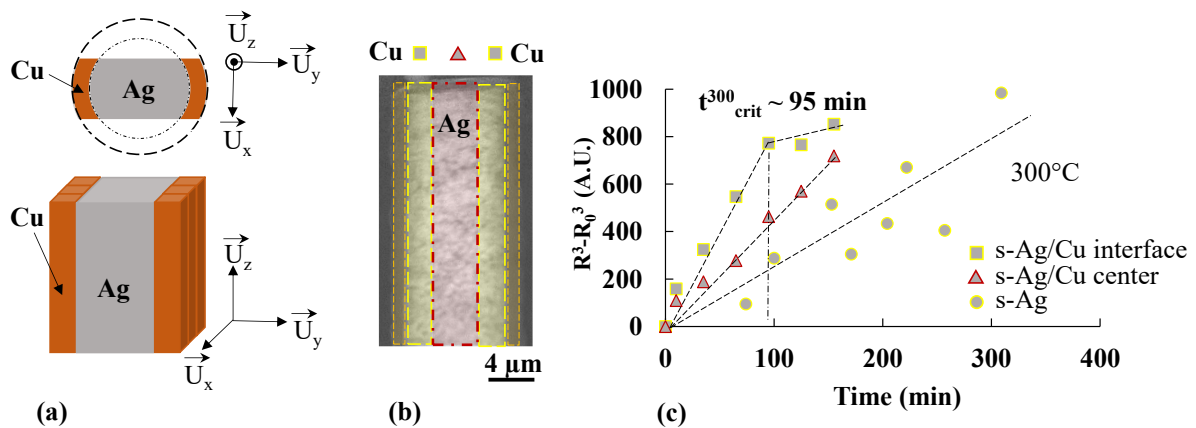 Cu
Ag
U_z
U_y
U_x
Cu
Ag
U_z
U_y
U_x
(a)
Cu Cu
Ag
4 µm
(b)
R³-R₀³ (A.U.)
1000
800
600
400
200
0
t³⁰⁰crit ~ 95 min
300°C
s-Ag/Cu interface
s-Ag/Cu center
s-Ag
0 100 200 300 400
Time (min)
(c)